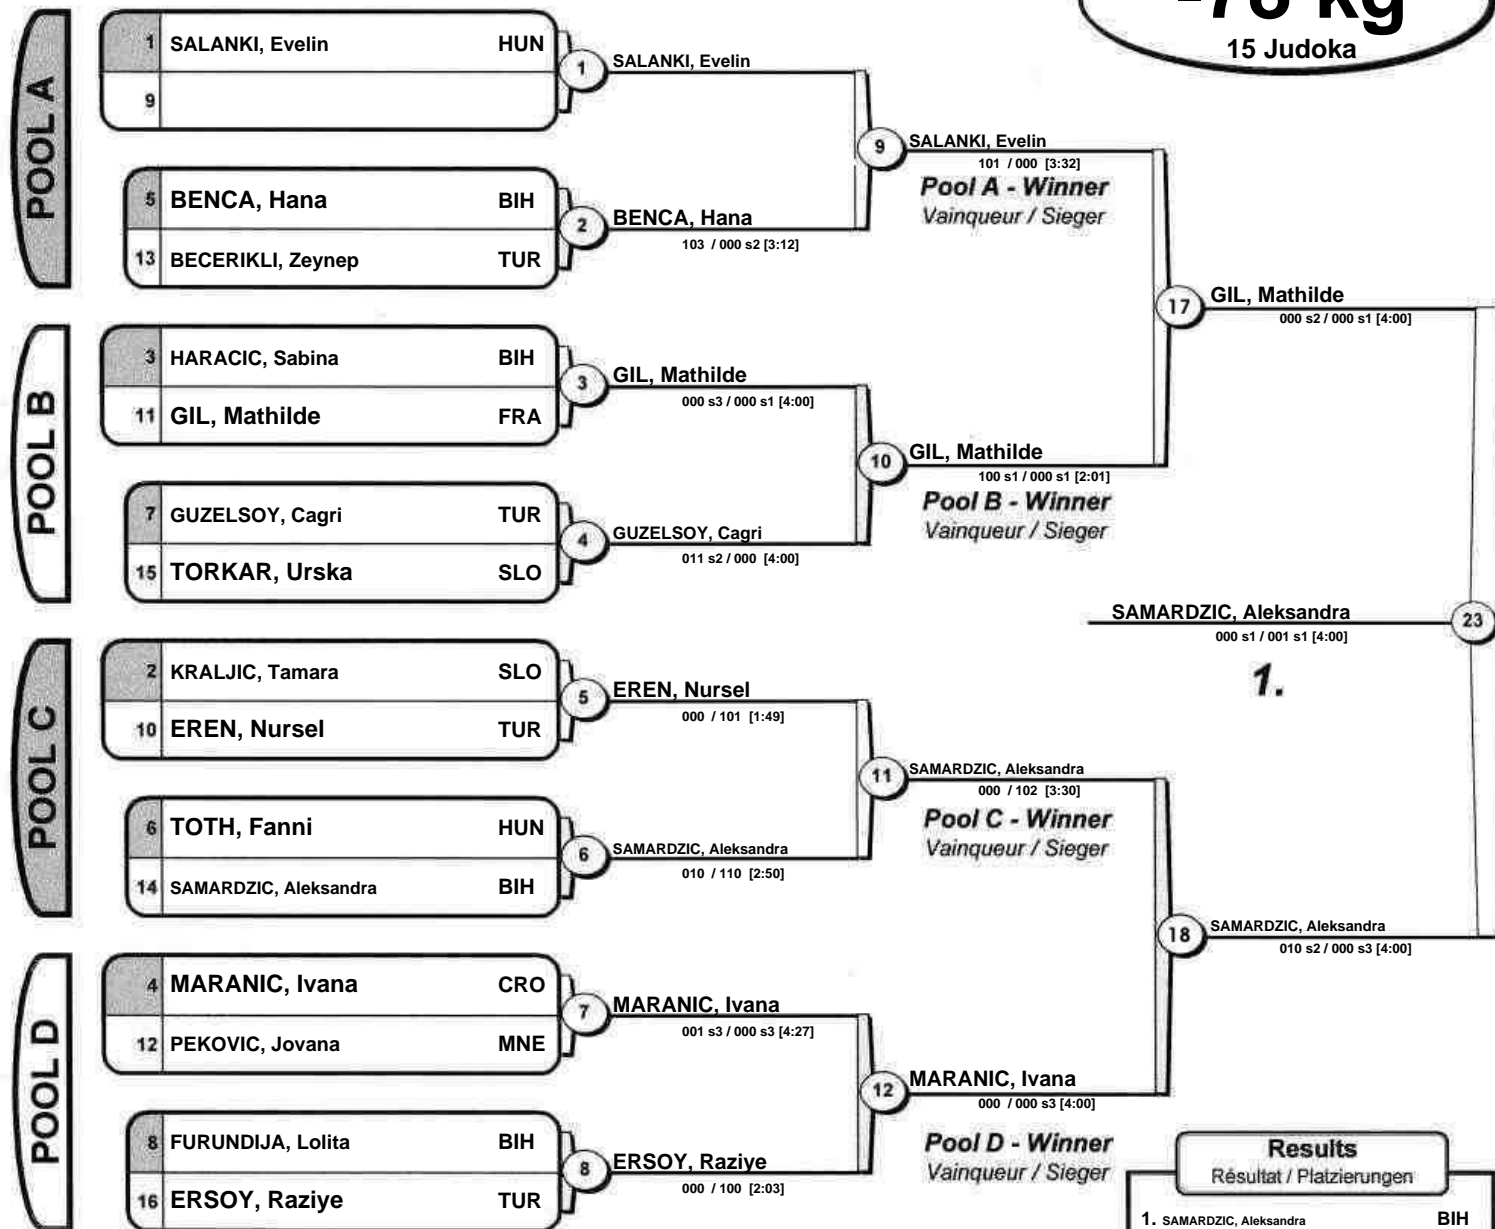 -78 kg
15 Judoka
POOL A
1 SALANKI, Evelin HUN
9
1 SALANKI, Evelin
5 BENCA, Hana BIH
13 BECERIKLI, Zeynep TUR
2 BENCA, Hana
103 / 000 s2 [3:12]
9 SALANKI, Evelin
101 / 000 [3:32]
Pool A - Winner
Vainqueur / Sieger
POOL B
3 HARACIC, Sabina BIH
11 GIL, Mathilde FRA
3 GIL, Mathilde
000 s3 / 000 s1 [4:00]
7 GUZELSOY, Cagri TUR
15 TORKAR, Urska SLO
4 GUZELSOY, Cagri
011 s2 / 000 [4:00]
10 GIL, Mathilde
100 s1 / 000 s1 [2:01]
Pool B - Winner
Vainqueur / Sieger
17 GIL, Mathilde
000 s2 / 000 s1 [4:00]
SAMARDZIC, Aleksandra 23
000 s1 / 001 s1 [4:00]
1.
POOL C
2 KRALJIC, Tamara SLO
10 EREN, Nursel TUR
5 EREN, Nursel
000 / 101 [1:49]
6 TOTH, Fanni HUN
14 SAMARDZIC, Aleksandra BIH
6 SAMARDZIC, Aleksandra
010 / 110 [2:50]
11 SAMARDZIC, Aleksandra
000 / 102 [3:30]
Pool C - Winner
Vainqueur / Sieger
18 SAMARDZIC, Aleksandra
010 s2 / 000 s3 [4:00]
POOL D
4 MARANIC, Ivana CRO
12 PEKOVIC, Jovana MNE
7 MARANIC, Ivana
001 s3 / 000 s3 [4:27]
8 FURUNDIJA, Lolita BIH
16 ERSOY, Raziye TUR
8 ERSOY, Raziye
000 / 100 [2:03]
12 MARANIC, Ivana
000 / 000 s3 [4:00]
Pool D - Winner
Vainqueur / Sieger
Results
Résultat / Platzierungen
1. SAMARDZIC, Aleksandra BIH